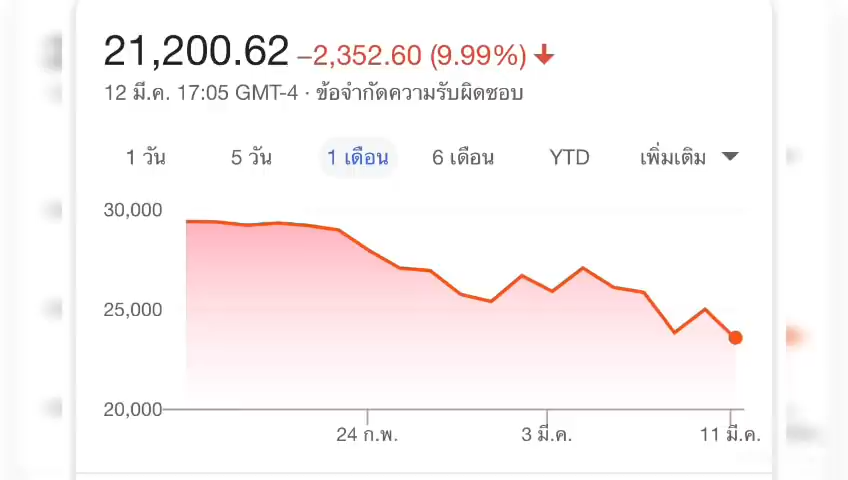 21,200.62 –2,352.60 (9.99%)
12 มี.ค. 17:05 GMT-4 · ข้อจำกัดความรับผิดชอบ
1 วัน 5 วัน 1 เดือน 6 เดือน YTD เพิ่มเติม
30,000
25,000
20,000
24 ก.พ. 3 มี.ค. 11 มี.ค.